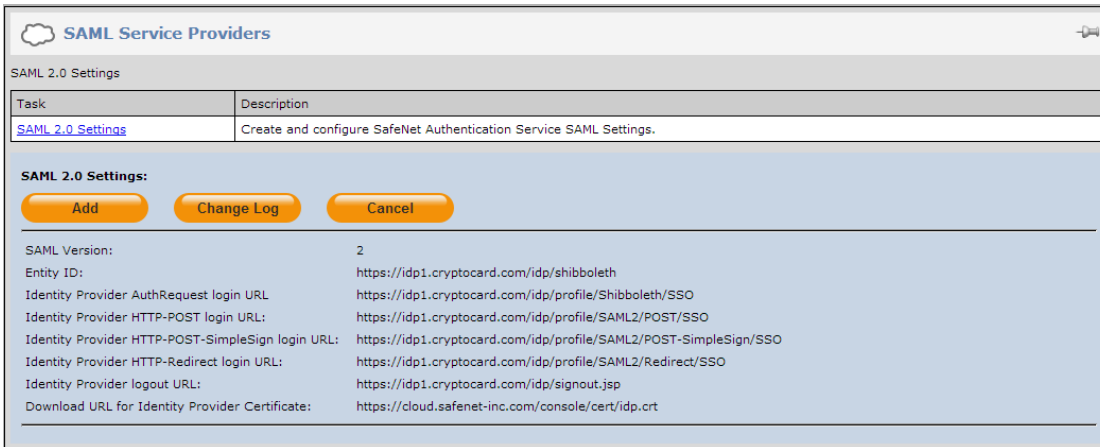 SAML Service Providers
SAML 2.0 Settings
Task Description
SAML 2.0 Settings Create and configure SafeNet Authentication Service SAML Settings.
SAML 2.0 Settings:
Add Change Log Cancel
SAML Version: 2
Entity ID: https://idp1.cryptocard.com/idp/shibboleth
Identity Provider AuthRequest login URL https://idp1.cryptocard.com/idp/profile/Shibboleth/SSO
Identity Provider HTTP-POST login URL: https://idp1.cryptocard.com/idp/profile/SAML2/POST/SSO
Identity Provider HTTP-POST-SimpleSign login URL: https://idp1.cryptocard.com/idp/profile/SAML2/POST-SimpleSign/SSO
Identity Provider HTTP-Redirect login URL: https://idp1.cryptocard.com/idp/profile/SAML2/Redirect/SSO
Identity Provider logout URL: https://idp1.cryptocard.com/idp/signout.jsp
Download URL for Identity Provider Certificate: https://cloud.safenet-inc.com/console/cert/idp.crt